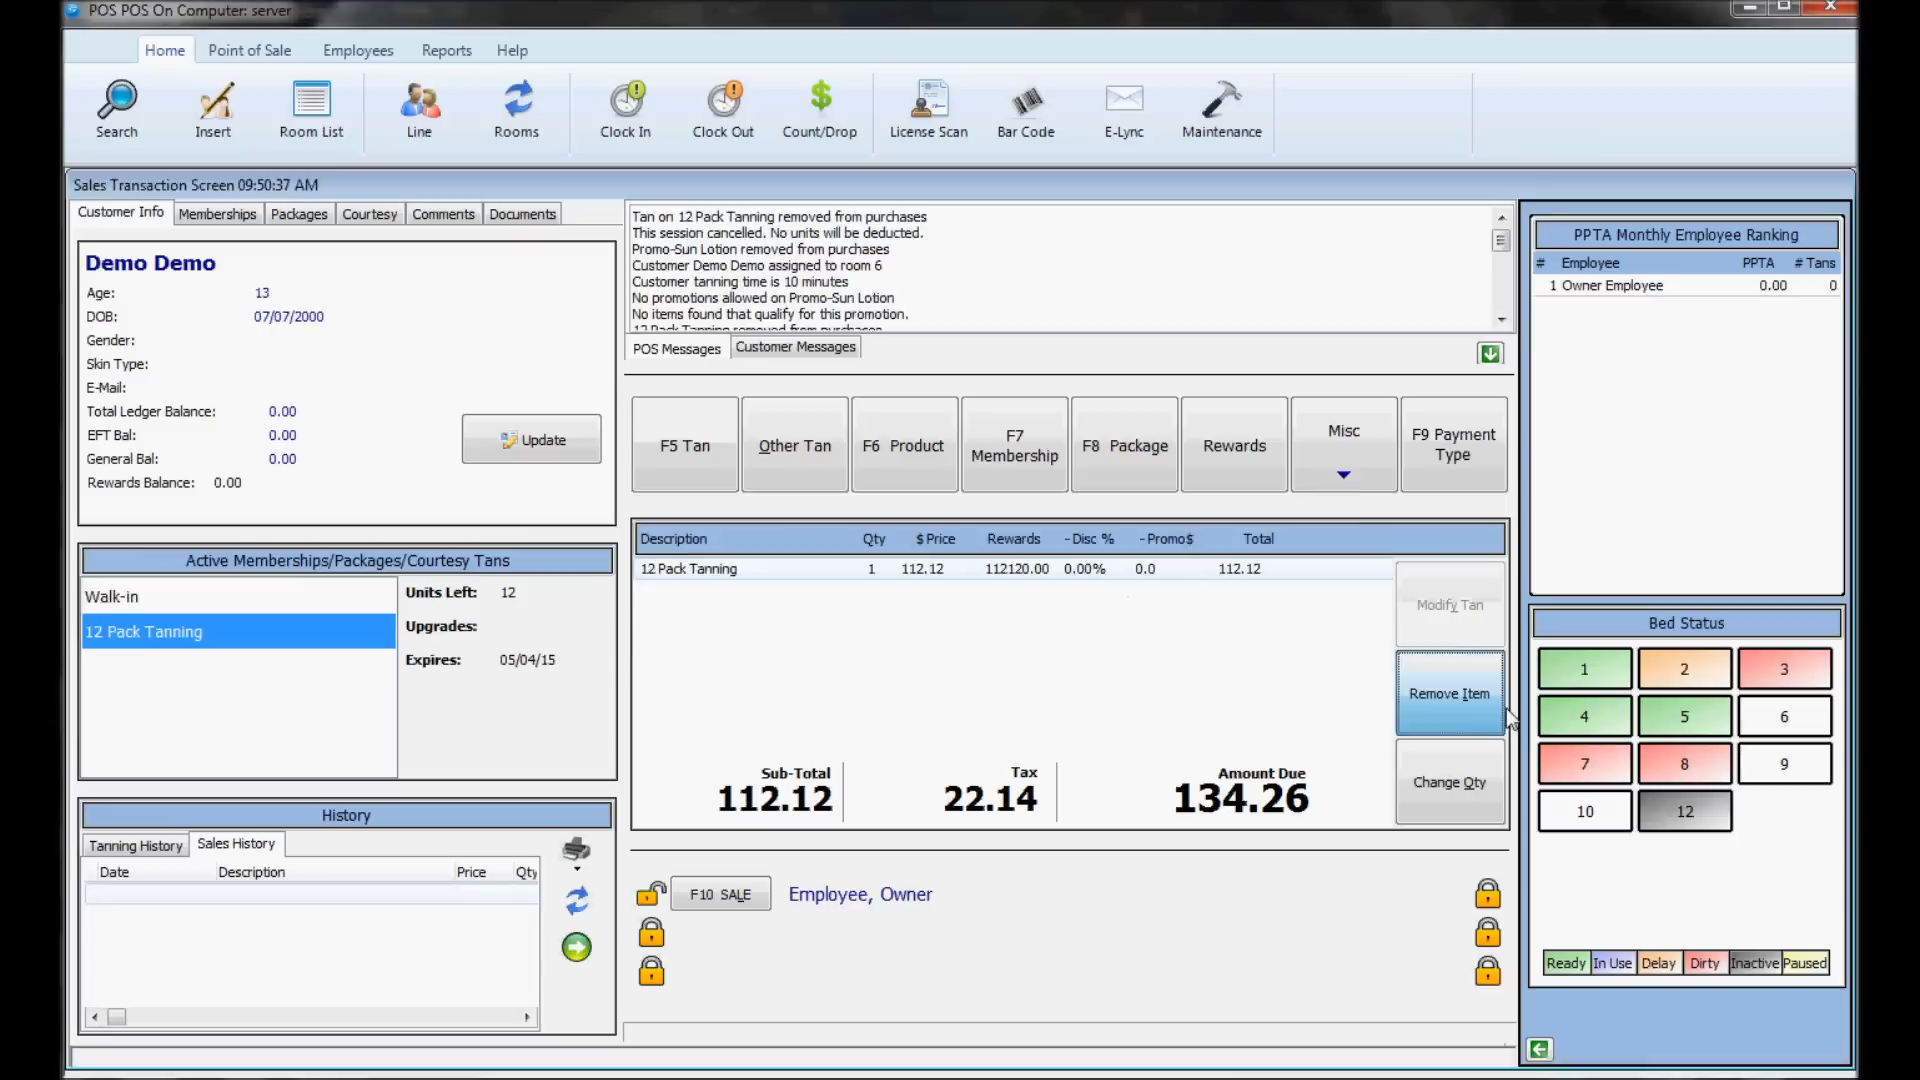 POS POS On Computer: server
Home Point of Sale Employees Reports Help
Search Insert Room List Line Rooms Clock In Clock Out Count/Drop License Scan Bar Code E-Lync Maintenance
Sales Transaction Screen 09:50:37 AM
Customer Info Memberships Packages Courtesy Comments Documents
Demo Demo
Age: 13
DOB: 07/07/2000
Gender:
Skin Type:
E-Mail:
Total Ledger Balance: 0.00
EFT Bal: 0.00
General Bal: 0.00
Rewards Balance: 0.00
Update
Active Memberships/Packages/Courtesy Tans
Walk-in
12 Pack Tanning
Units Left: 12
Upgrades:
Expires: 05/04/15
History
Tanning History Sales History
Date Description Price Qty
Tan on 12 Pack Tanning removed from purchases
This session cancelled. No units will be deducted.
Promo-Sun Lotion removed from purchases
Customer Demo Demo assigned to room 6
Customer tanning time is 10 minutes
No promotions allowed on Promo-Sun Lotion
No items found that qualify for this promotion.
12 Pack Tanning removed from purchases
POS Messages Customer Messages
F5 Tan Other Tan F6 Product F7 Membership F8 Package Rewards Misc F9 Payment Type
Description Qty $ Price Rewards - Disc % - Promo$ Total
12 Pack Tanning 1 112.12 112120.00 0.00% 0.0 112.12
Modify Tan
Remove Item
Change Qty
Sub-Total Tax Amount Due
112.12 22.14 134.26
F10 SALE Employee, Owner
PPTA Monthly Employee Ranking
# Employee PPTA # Tans
1 Owner Employee 0.00 0
Bed Status
1 2 3
4 5 6
7 8 9
10 12
Ready In Use Delay Dirty Inactive Paused